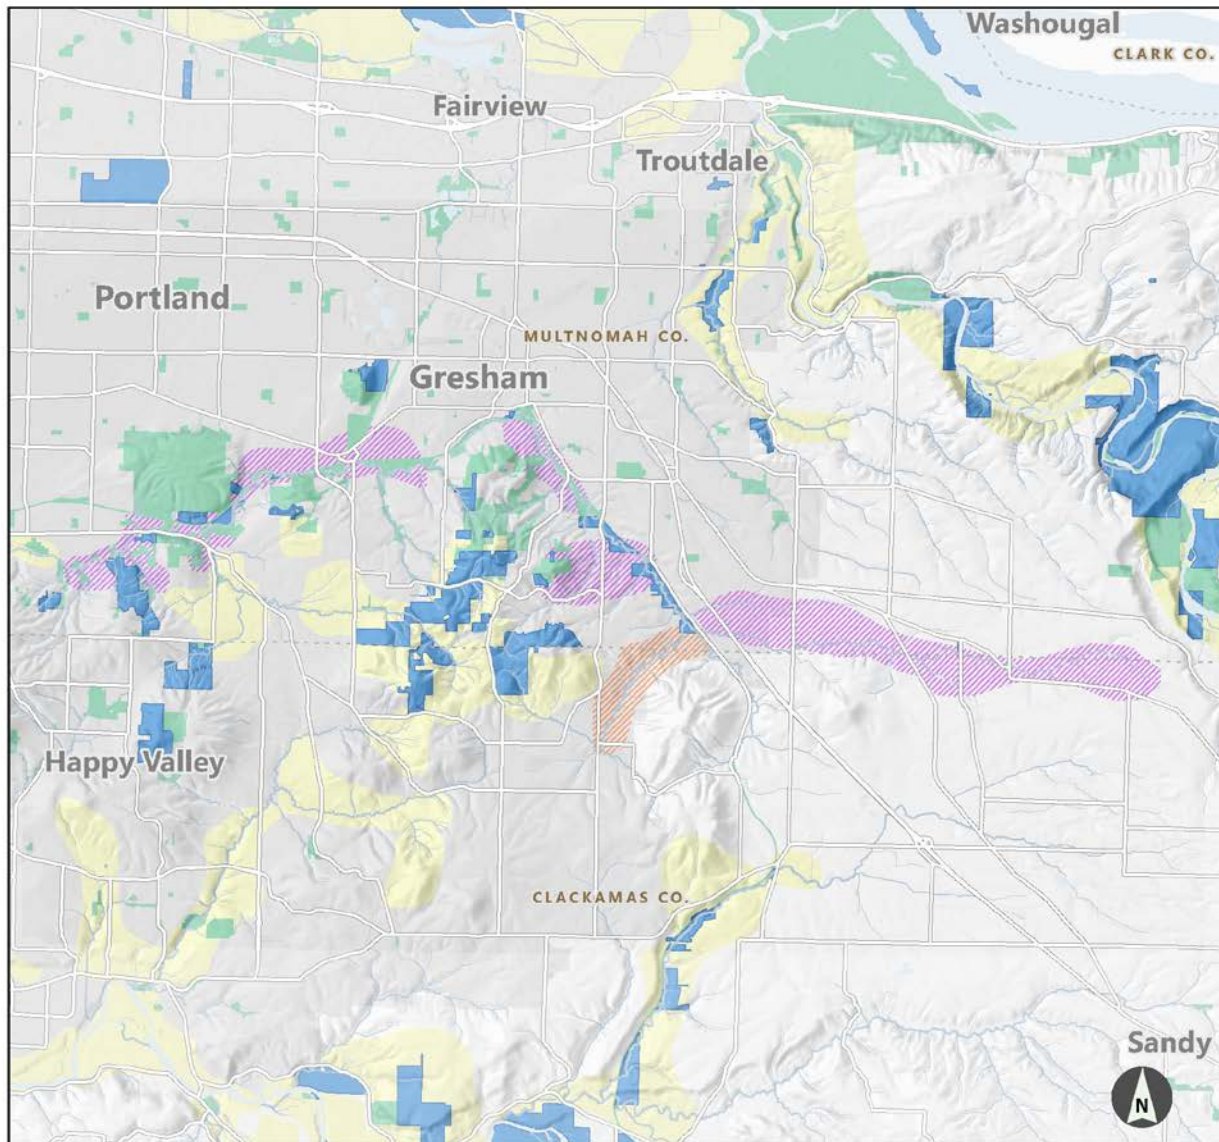 Washougal
CLARK CO.
Fairview
Troutdale
Portland
MULTNOMAH CO.
Gresham
Happy Valley
CLACKAMAS CO.
Sandy
N